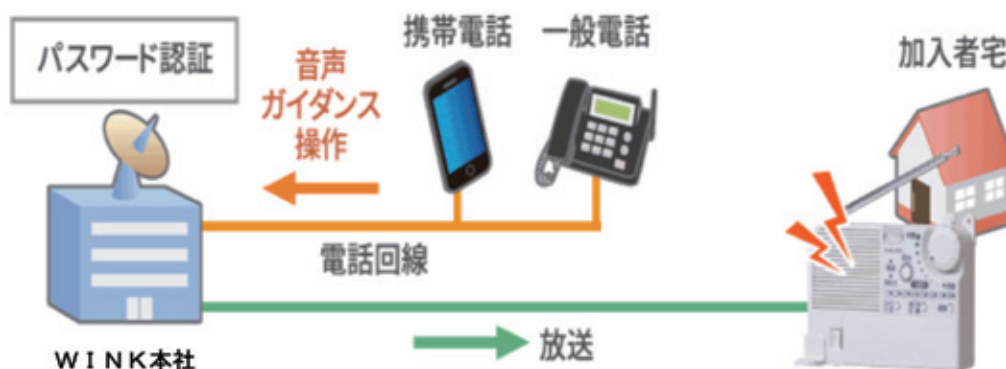 パスワード認証
携帯電話
一般電話
加入者宅
音声
ガイダンス
操作
電話回線
放送
ＷＩＮＫ本社